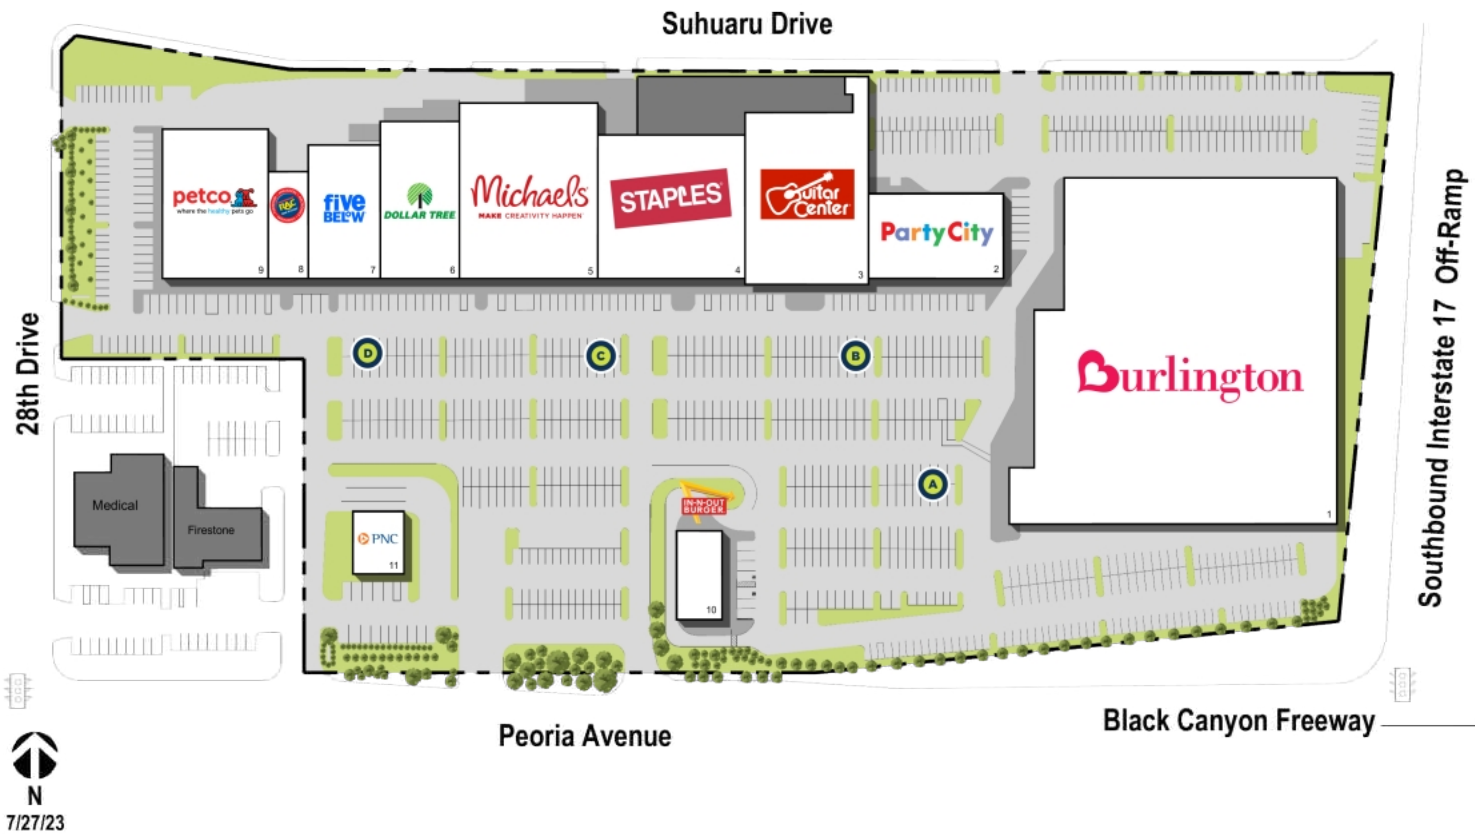 Suhuaru Drive
petco
where the healthy pets go
9
8
five
BELOW
7
DOLLAR TREE
6
Michaels
MAKE CREATIVITY HAPPEN
5
STAPLES
4
Guitar
Center
3
Party City
2
Burlington
1
28th Drive
Southbound Interstate 17 Off-Ramp
D
C
B
A
Medical
Firestone
PNC
11
IN-N-OUT
BURGER
10
Peoria Avenue
Black Canyon Freeway
N
7/27/23